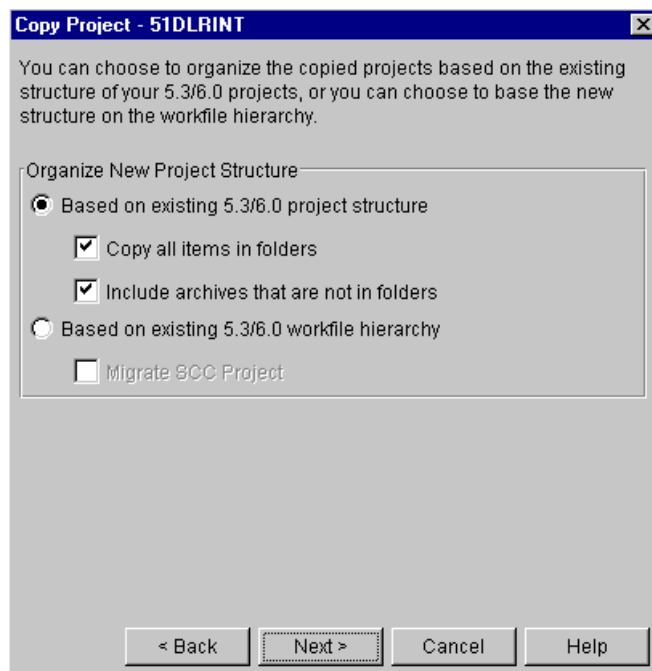 Copy Project - 51DLRINT
You can choose to organize the copied projects based on the existing
structure of your 5.3/6.0 projects, or you can choose to base the new
structure on the workfile hierarchy.
Organize New Project Structure
Based on existing 5.3/6.0 project structure
Copy all items in folders
Include archives that are not in folders
Based on existing 5.3/6.0 workfile hierarchy
Migrate SCC Project
< Back Next > Cancel Help